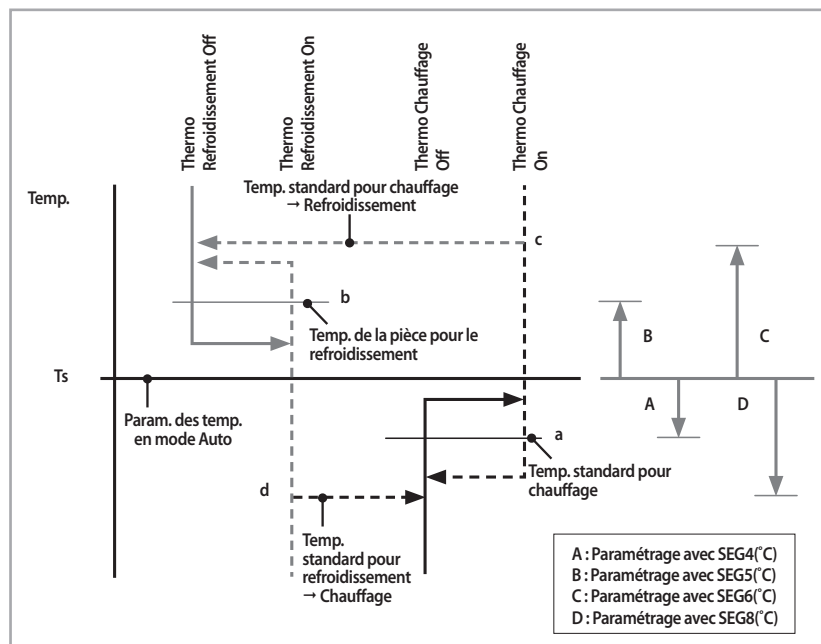 Thermo
Refroidissement Off
Thermo
Refroidissement On
Thermo Chauffage
Off
Thermo Chauffage
On
Temp.
Temp. standard pour chauffage
→ Refroidissement
c
b
Temp. de la pièce pour le
refroidissement
B
C
Ts
A
D
Param. des temp.
en mode Auto
a
Temp. standard pour
chauffage
d
Temp.
standard pour
refroidissement
→ Chauffage
A : Paramétrage avec SEG4(˚C)
B : Paramétrage avec SEG5(˚C)
C : Paramétrage avec SEG6(˚C)
D : Paramétrage avec SEG8(˚C)